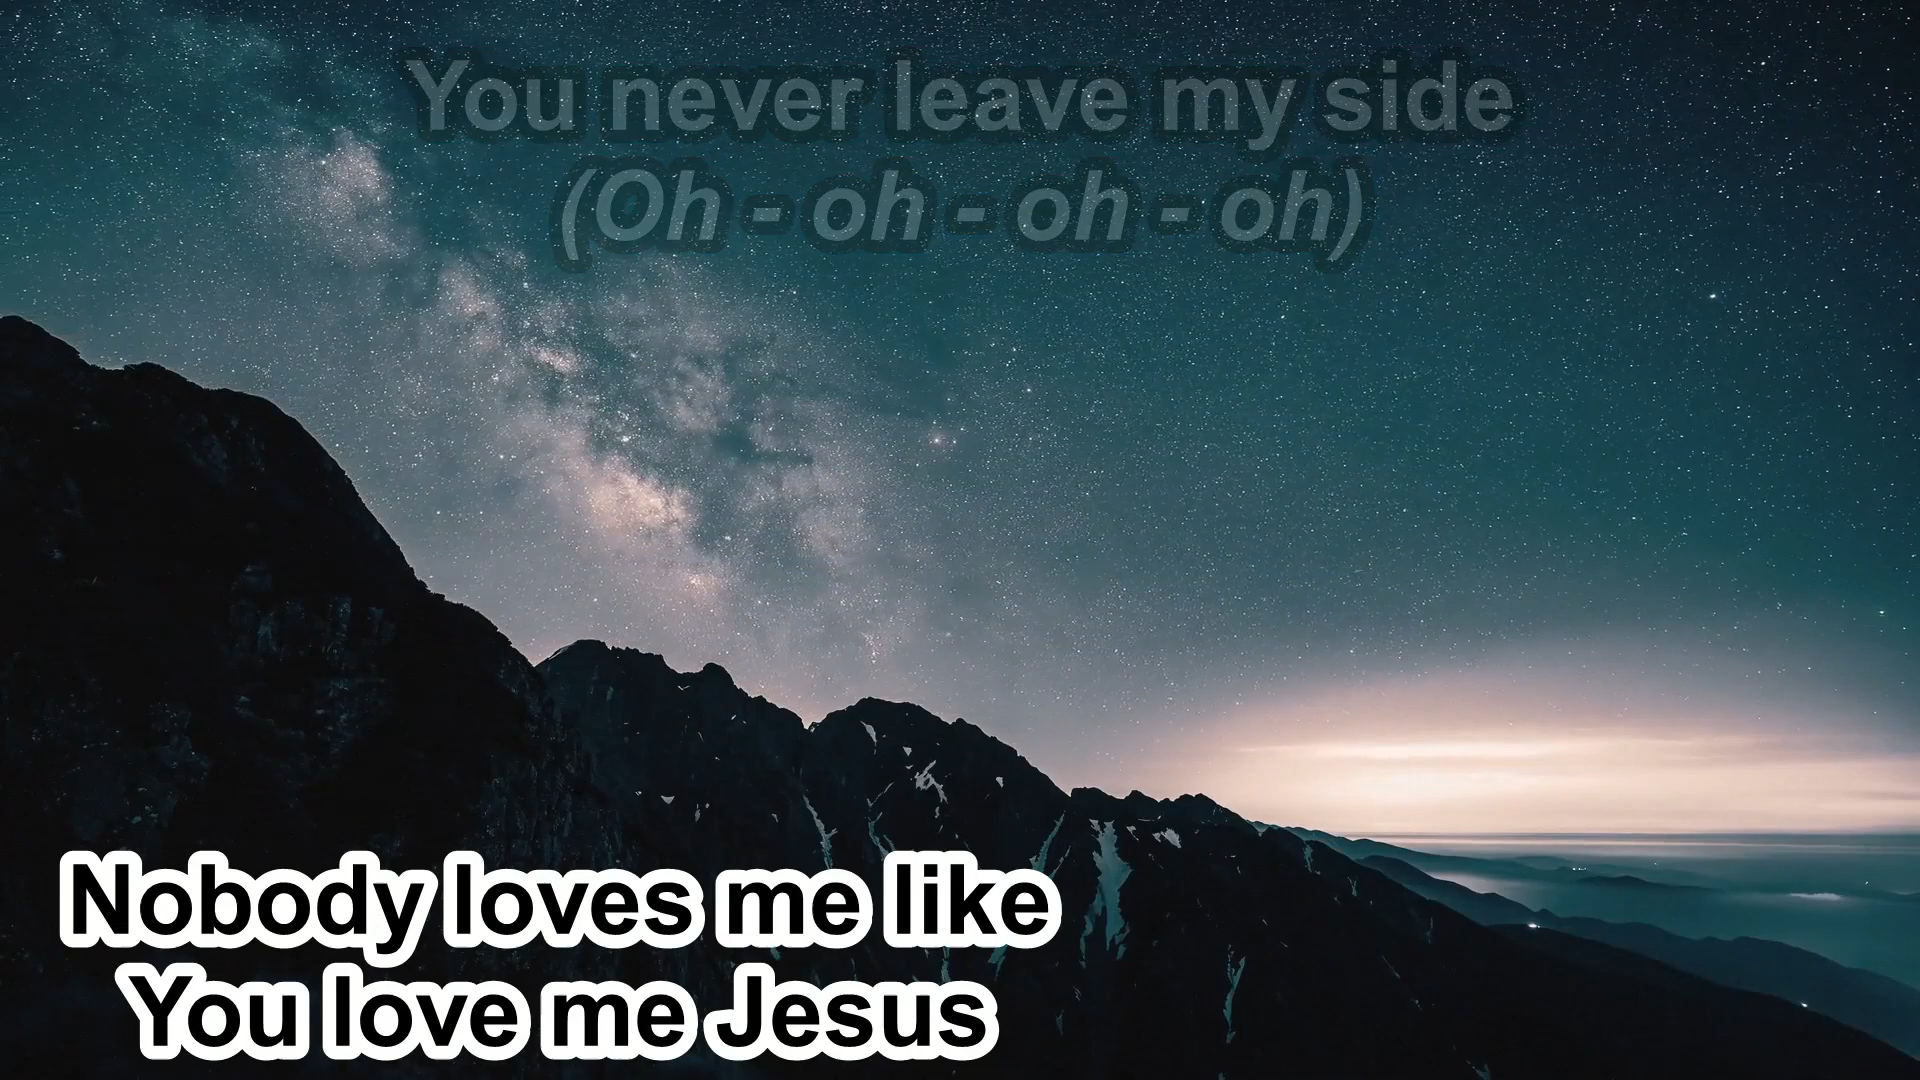 You never leave my side
(Oh - oh - oh - oh)
Nobody loves me like
You love me Jesus